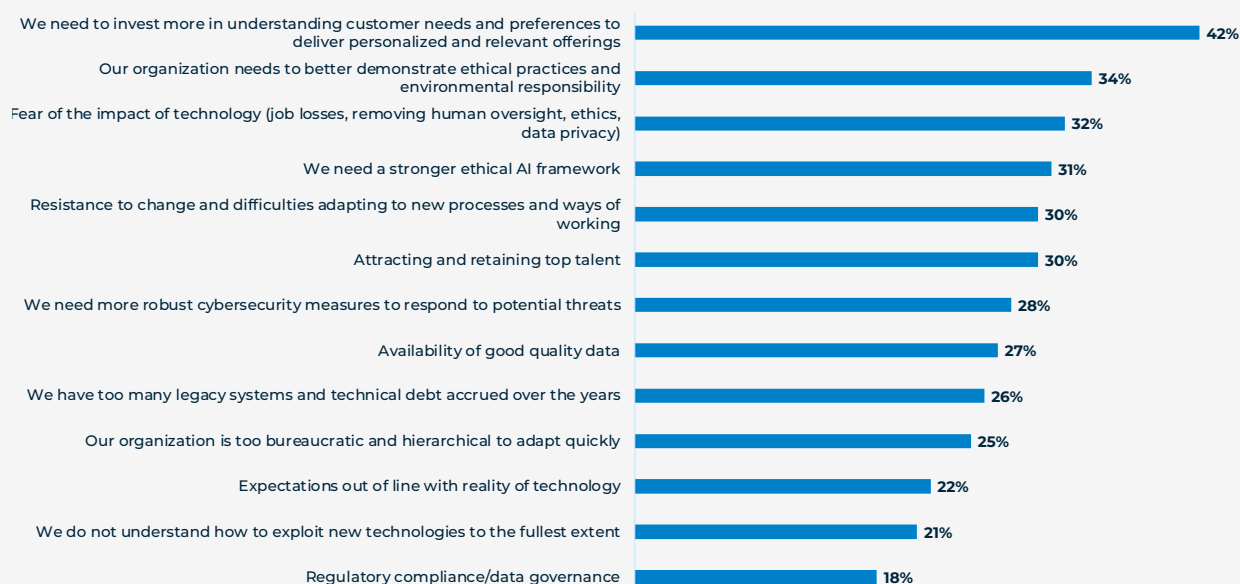 We need to invest more in understanding customer needs and preferences to
deliver personalized and relevant offerings
42%
Our organization needs to better demonstrate ethical practices and
environmental responsibility
34%
Fear of the impact of technology (job losses, removing human oversight, ethics,
data privacy)
32%
We need a stronger ethical AI framework
31%
Resistance to change and difficulties adapting to new processes and ways of
working
30%
Attracting and retaining top talent
30%
We need more robust cybersecurity measures to respond to potential threats
28%
Availability of good quality data
27%
We have too many legacy systems and technical debt accrued over the years
26%
Our organization is too bureaucratic and hierarchical to adapt quickly
25%
Expectations out of line with reality of technology
22%
We do not understand how to exploit new technologies to the fullest extent
21%
Regulatory compliance/data governance
18%